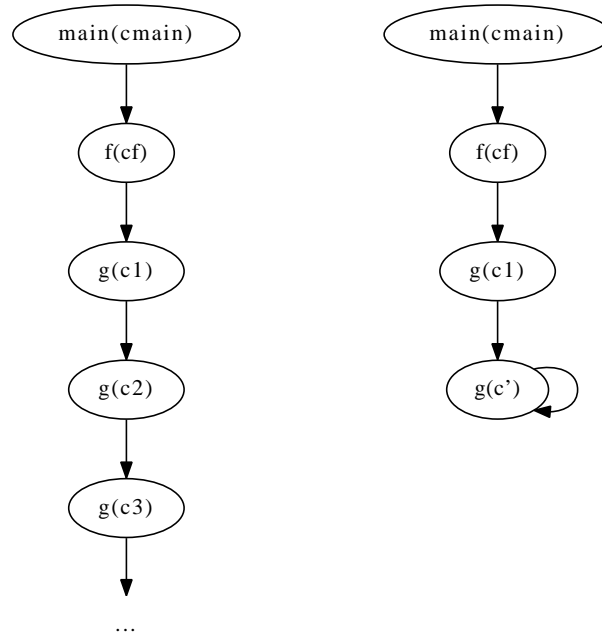 main(cmain)
f(cf)
g(c1)
g(c2)
g(c3)
...
main(cmain)
f(cf)
g(c1)
g(c’)